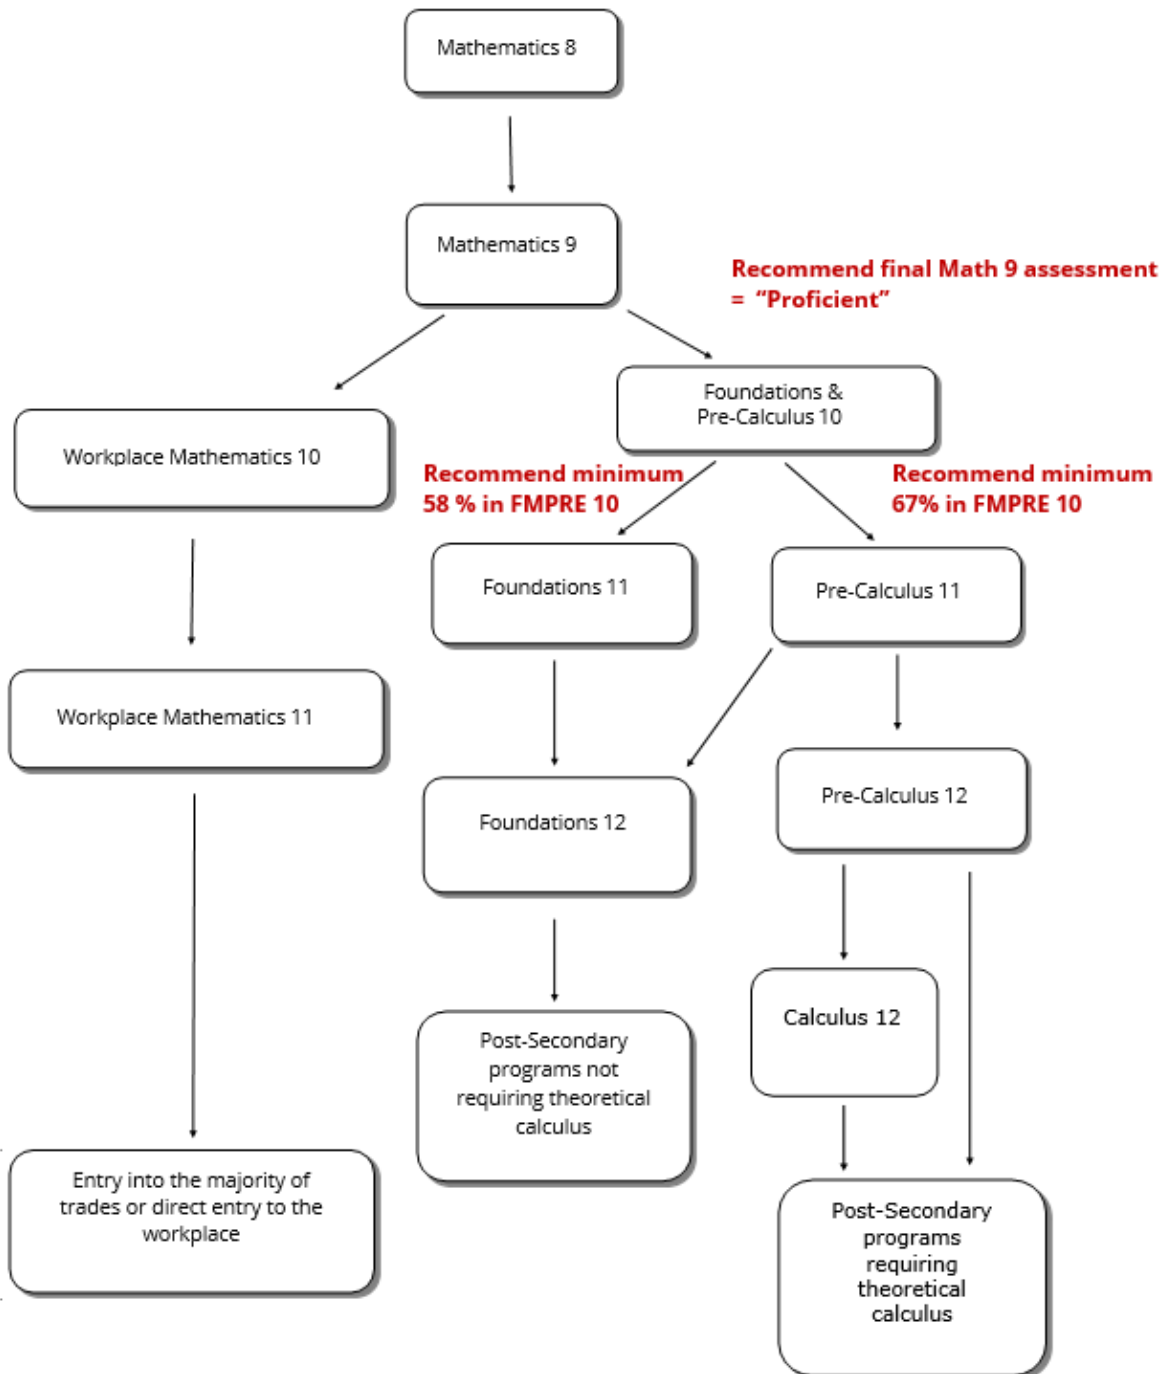 Mathematics 8
Mathematics 9
Recommend final Math 9 assessment
= “Proficient”
Foundations &
Pre-Calculus 10
Workplace Mathematics 10
Recommend minimum
58 % in FMPRE 10
Recommend minimum
67% in FMPRE 10
Foundations 11
Pre-Calculus 11
Workplace Mathematics 11
Foundations 12
Pre-Calculus 12
Calculus 12
Post-Secondary
programs not
requiring theoretical
calculus
Entry into the majority of
trades or direct entry to the
workplace
Post-Secondary
programs
requiring
theoretical
calculus